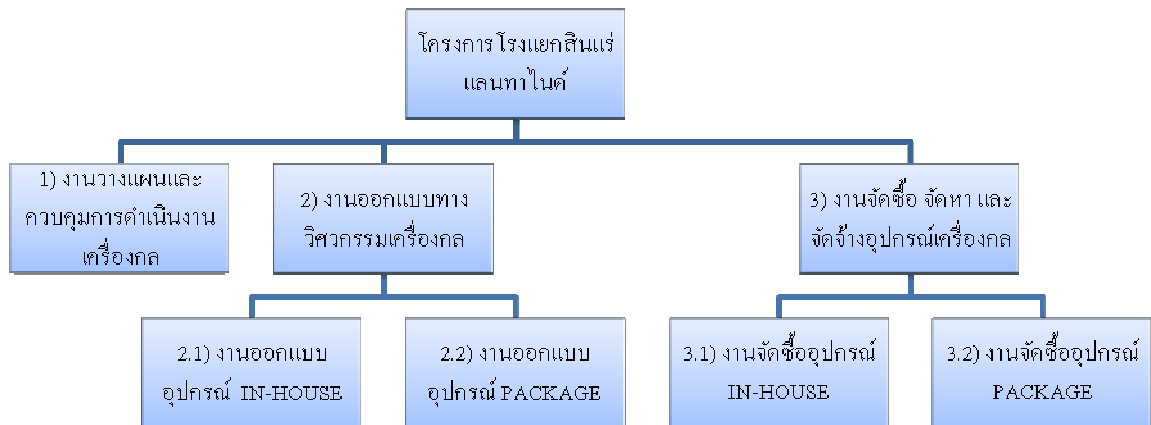 โครงการโรงแยกสินแร่
แลนทาไนค์
1) งานวางแผนและ
ควบคุมการดำเนินงาน
เครื่องกล
2) งานออกแบบทาง
วิศวกรรมเครื่องกล
3) งานจัดซื้อ จัดหา และ
จัดจ้างอุปกรณ์เครื่องกล
2.1) งานออกแบบ
อุปกรณ์ IN-HOUSE
2.2) งานออกแบบ
อุปกรณ์ PACKAGE
3.1) งานจัดซื้ออุปกรณ์
IN-HOUSE
3.2) งานจัดซื้ออุปกรณ์
PACKAGE